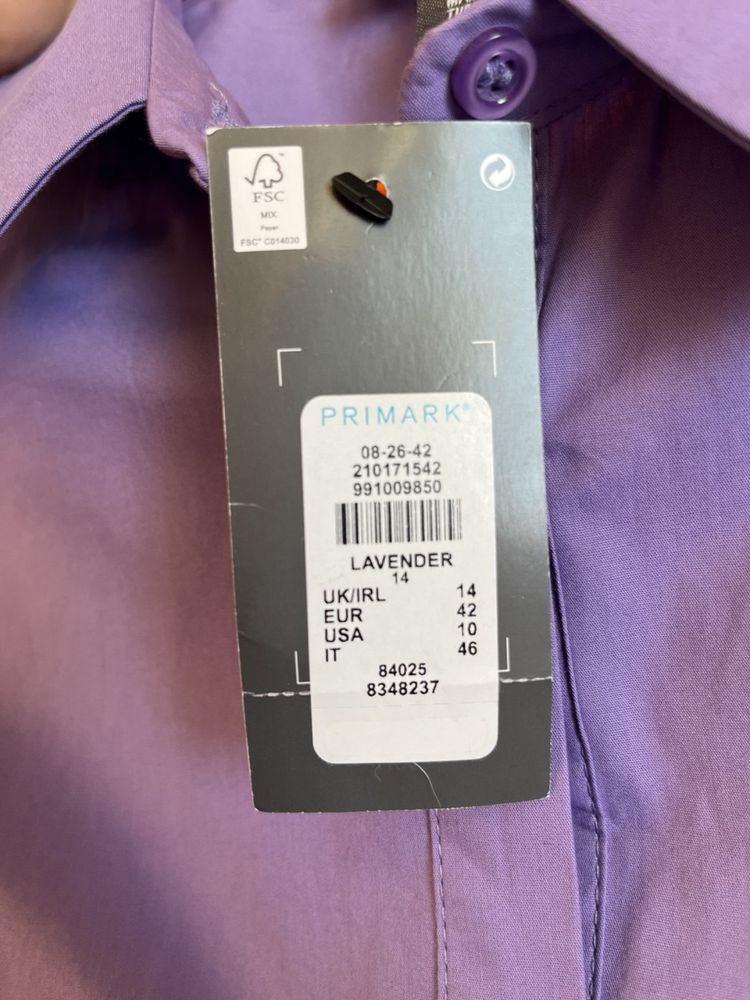 FSC
MIX
Paper
FSC® C014030
PRIMARK®
08-26-42
210171542
991009850
LAVENDER
14
UK/IRL 14
EUR 42
USA 10
IT 46
84025
8348237